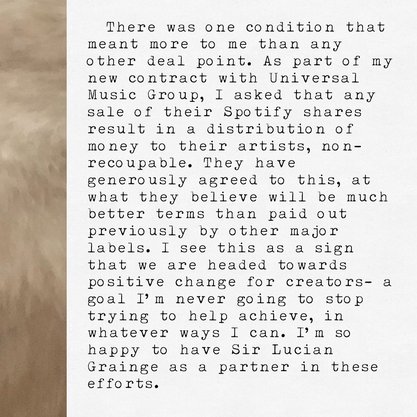 There was one condition that
meant more to me than any
other deal point. As part of my
new contract with Universal
Music Group, I asked that any
sale of their Spotify shares
result in a distribution of
money to their artists, non-
recoupable. They have
generously agreed to this, at
what they believe will be much
better terms than paid out
previously by other major
labels. I see this as a sign
that we are headed towards
positive change for creators- a
goal I'm never going to stop
trying to help achieve, in
whatever ways I can. I'm so
happy to have Sir Lucian
Grainge as a partner in these
efforts.